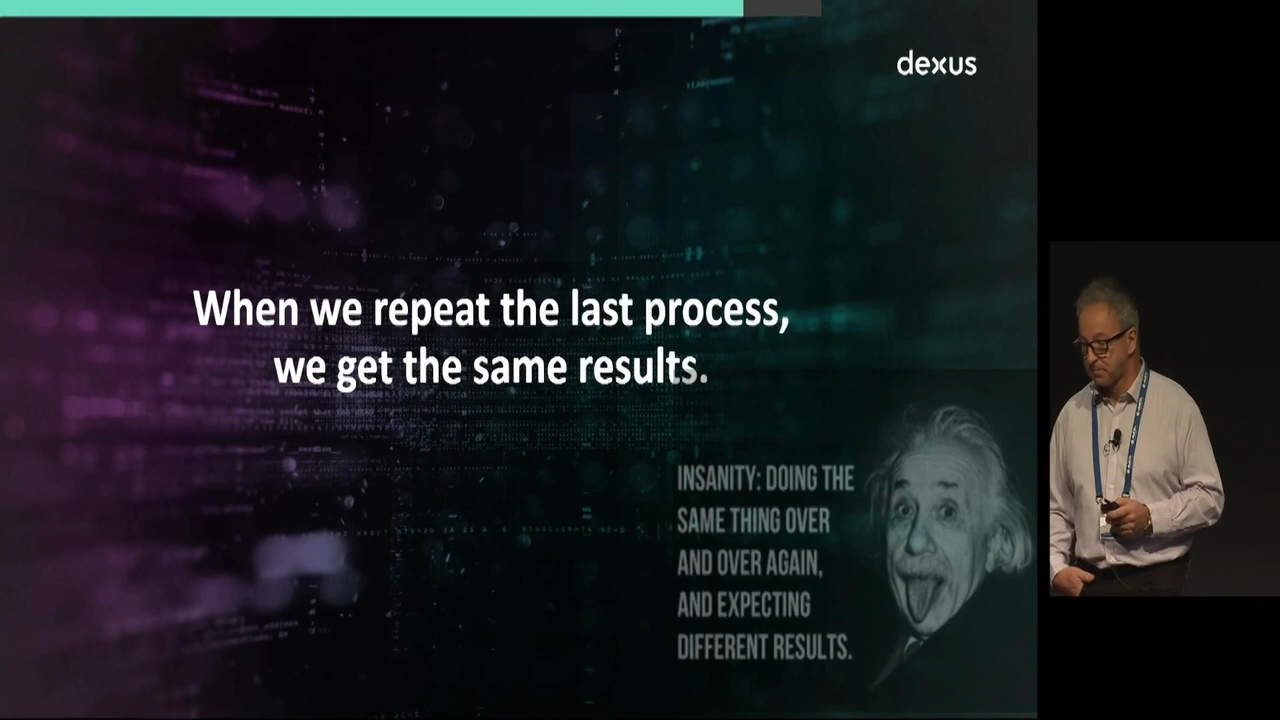 dexus
When we repeat the last process,
we get the same results.
INSANITY: DOING THE
SAME THING OVER
AND OVER AGAIN,
AND EXPECTING
DIFFERENT RESULTS.